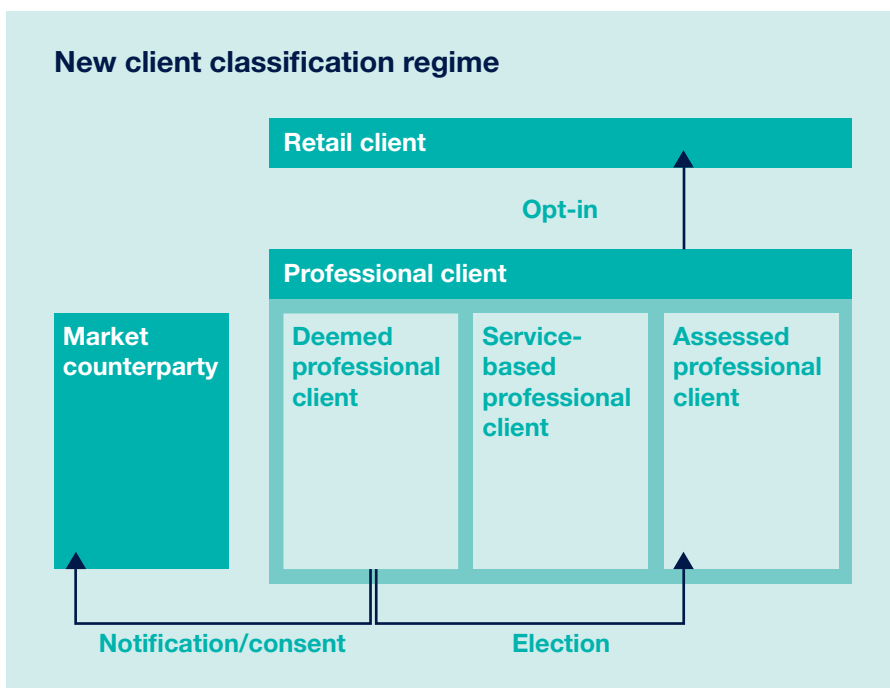 New client classification regime
Retail client
Opt-in
Professional client
Market
counterparty
Deemed
professional
client
Service-
based
professional
client
Assessed
professional
client
Notification/consent
Election